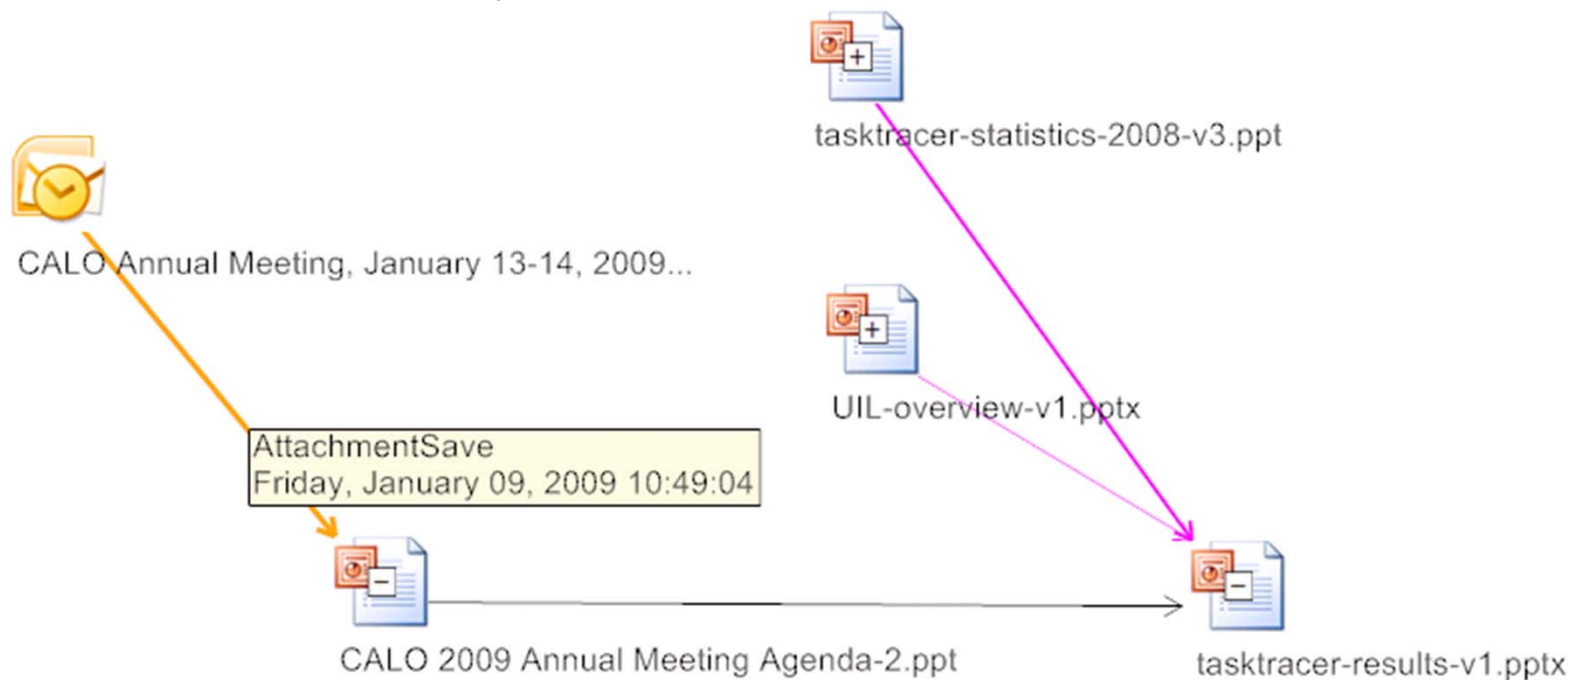 tasktracer-statistics-2008-v3.ppt
CALO Annual Meeting, January 13-14, 2009...
UIL-overview-v1.pptx
AttachmentSave
Friday, January 09, 2009 10:49:04
CALO 2009 Annual Meeting Agenda-2.ppt
tasktracer-results-v1.pptx